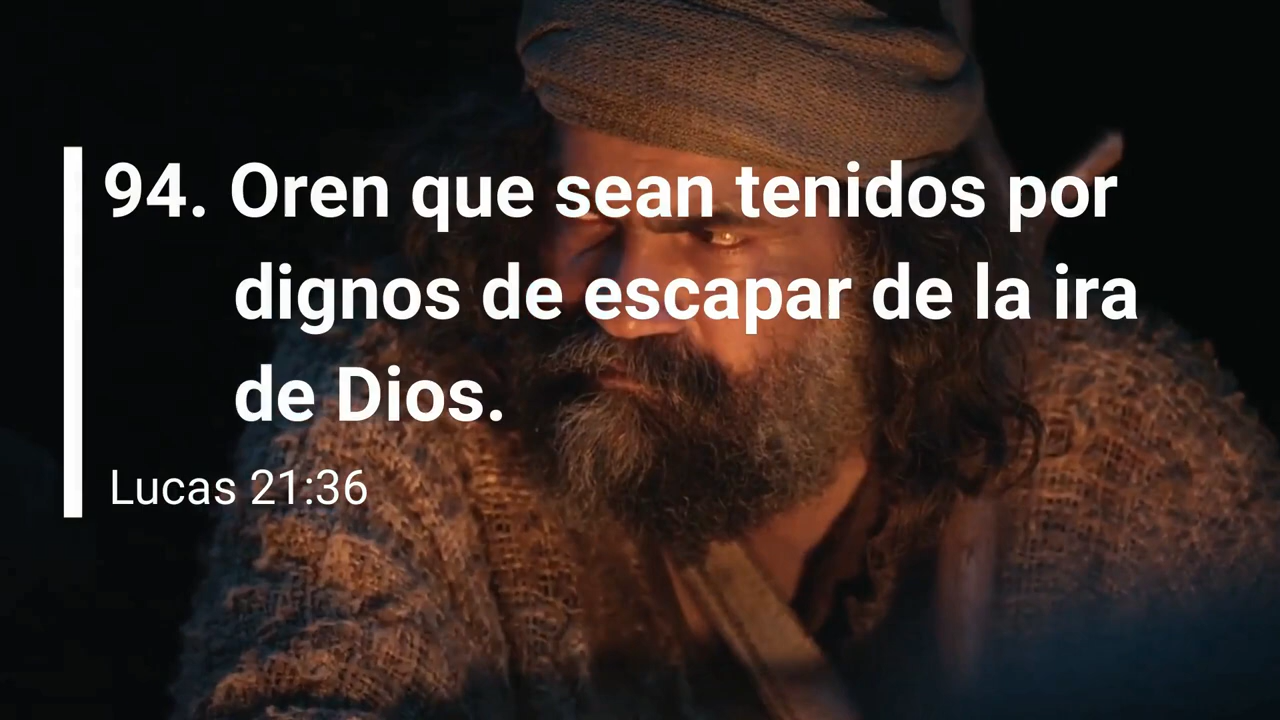 94. Oren que sean tenidos por
dignos de escapar de la ira
de Dios.
Lucas 21:36